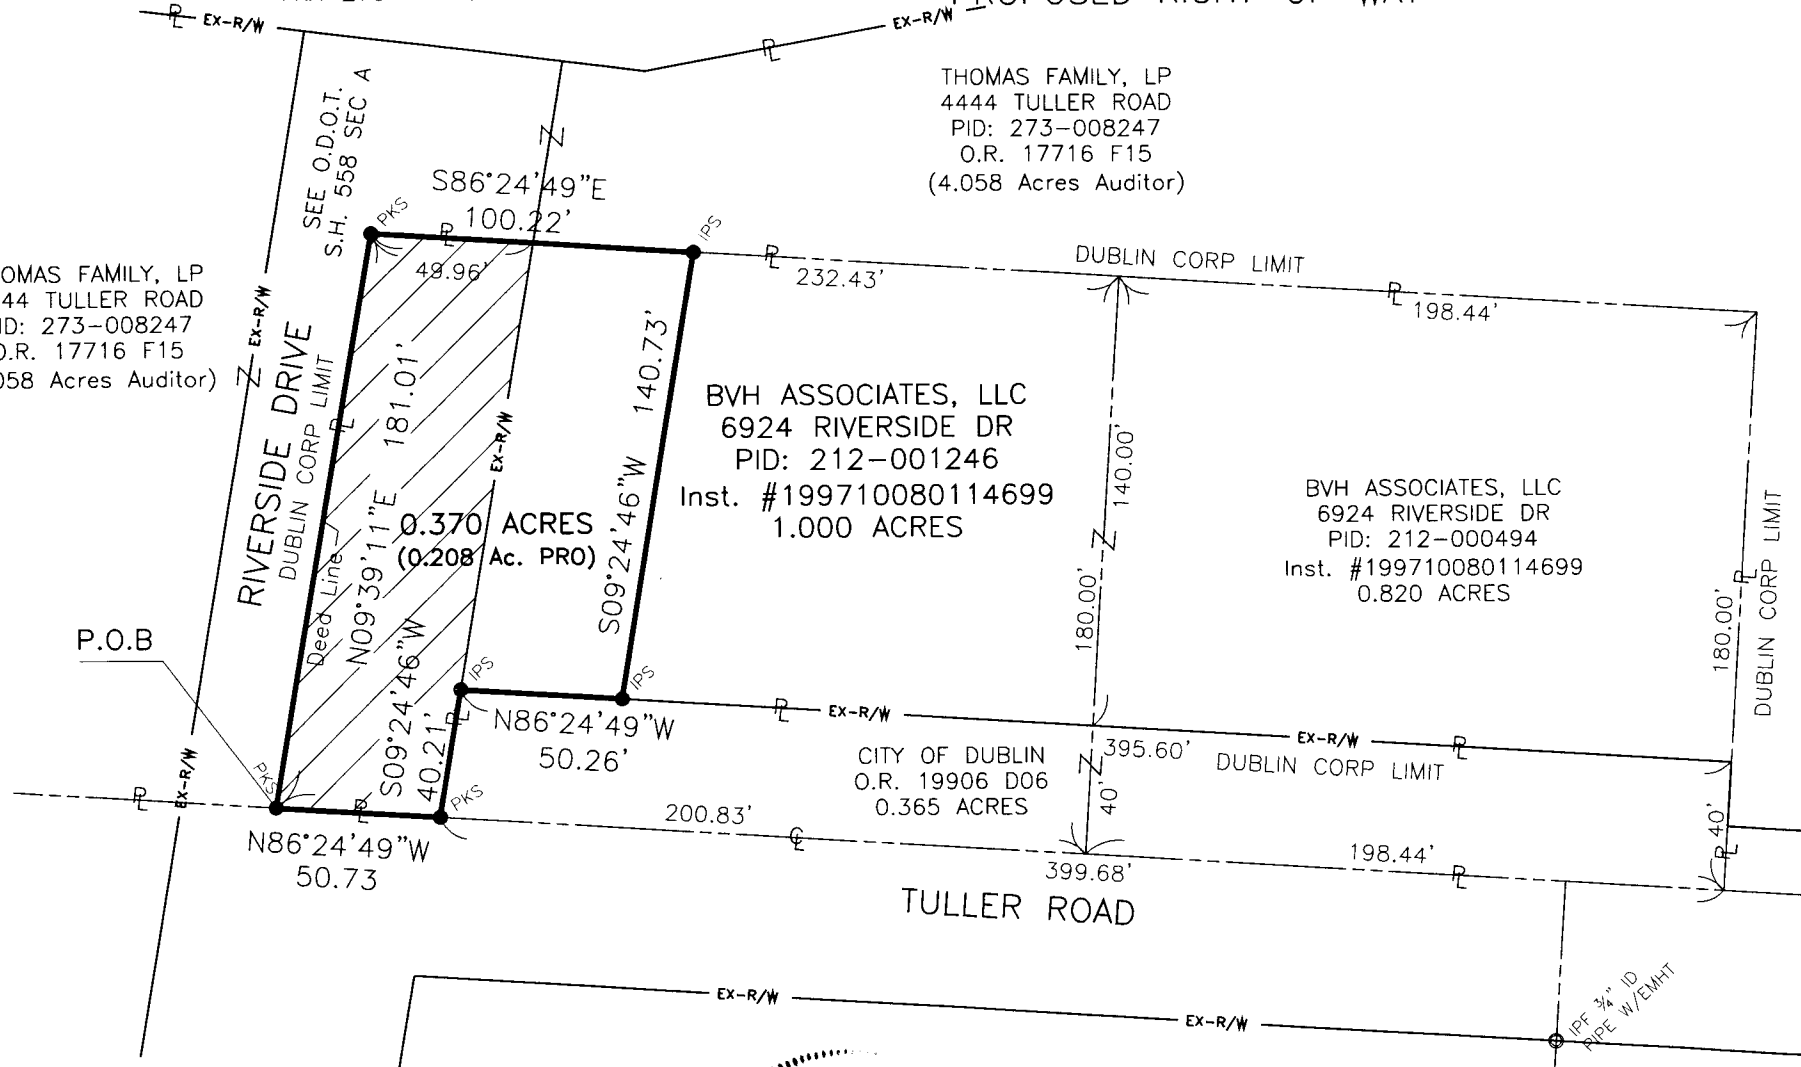 EX-R/W
EX-R/W
PROPOSED RIGHT OF WAY
THOMAS FAMILY, LP
4444 TULLER ROAD
PID: 273-008247
O.R. 17716 F15
(4.058 Acres Auditor)
SEE O.D.O.T.
S.H. 558 SEC A
S86°24'49"E
100.22'
PKS
IPS
49.96'
232.43'
DUBLIN CORP LIMIT
198.44'
OMAS FAMILY, LP
44 TULLER ROAD
ID: 273-008247
O.R. 17716 F15
058 Acres Auditor)
EX-R/W
RIVERSIDE DRIVE
DUBLIN CORP LIMIT
Deed Line
N09°39'11"E 181.01'
EX-R/W
S09°24'46"W 140.73'
0.370 ACRES
(0.208 Ac. PRO)
BVH ASSOCIATES, LLC
6924 RIVERSIDE DR
PID: 212-001246
Inst. #199710080114699
1.000 ACRES
140.00'
180.00'
BVH ASSOCIATES, LLC
6924 RIVERSIDE DR
PID: 212-000494
Inst. #199710080114699
0.820 ACRES
180.00'
DUBLIN CORP LIMIT
P.O.B
S09°24'46"W
40.21'
IPS
IPS
N86°24'49"W
50.26'
EX-R/W
395.60'
EX-R/W
DUBLIN CORP LIMIT
CITY OF DUBLIN
O.R. 19906 D06
0.365 ACRES
40'
40'
EX-R/W
PKS
PKS
N86°24'49"W
50.73
200.83'
399.68'
198.44'
TULLER ROAD
EX-R/W
EX-R/W
IPF 3/4" ID
PIPE W/EMHT